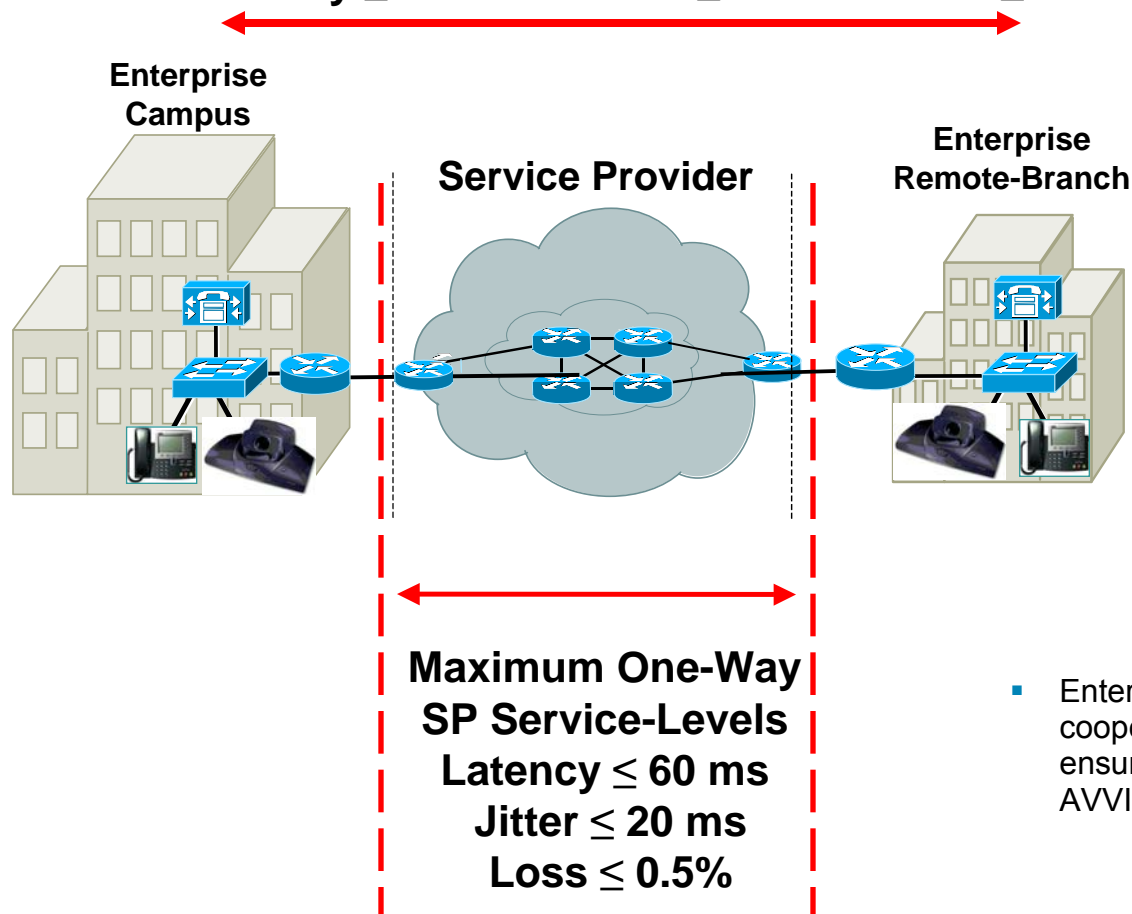 Enterprise
Campus
Service Provider
Enterprise
Remote-Branch
Maximum One-Way
SP Service-Levels
Latency ≤ 60 ms
Jitter ≤ 20 ms
Loss ≤ 0.5%
AVVI